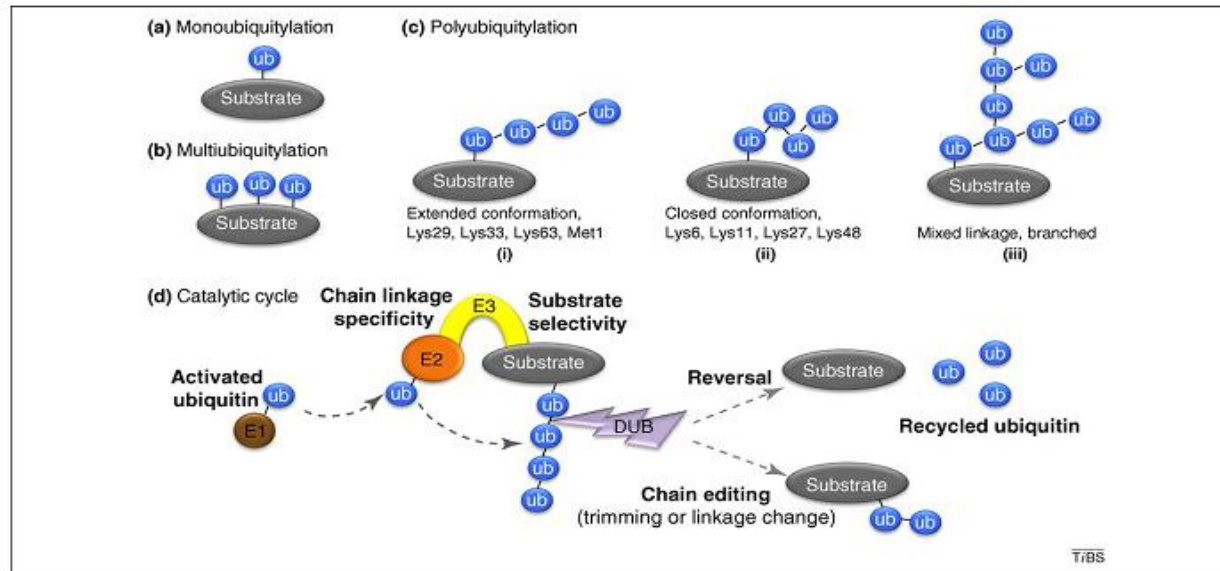 (a) Monoubiquitylation
ub
Substrate
(b) Multiubiquitylation
ub ub ub
Substrate
(c) Polyubiquitylation
ub ub ub ub
Substrate
Extended conformation,
Lys29, Lys33, Lys63, Met1
(i)
ub ub ub ub
Substrate
Closed conformation,
Lys6, Lys11, Lys27, Lys48
(ii)
ub
ub ub
ub
ub ub ub ub
Substrate
Mixed linkage, branched
(iii)
(d) Catalytic cycle
Activated
ubiquitin
ub
E1
Chain linkage
specificity
E3
Substrate
selectivity
E2
ub
Substrate
ub
ub
ub
ub
DUB
Reversal
Substrate
ub
ub
ub
Recycled ubiquitin
Chain editing
(trimming or linkage change)
Substrate
ub ub
TiBS